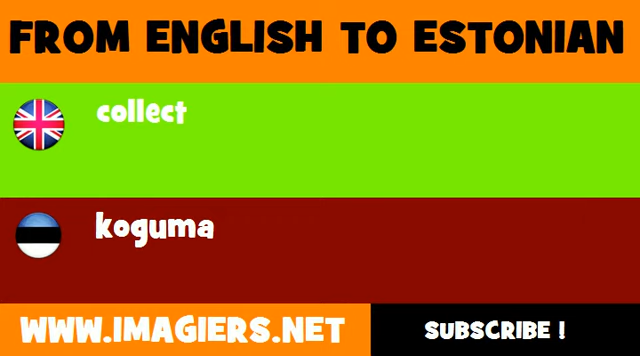 FROM ENGLISH TO ESTONIAN
collect
koguma
WWW.IMAGIERS.NET
SUBSCRIBE !